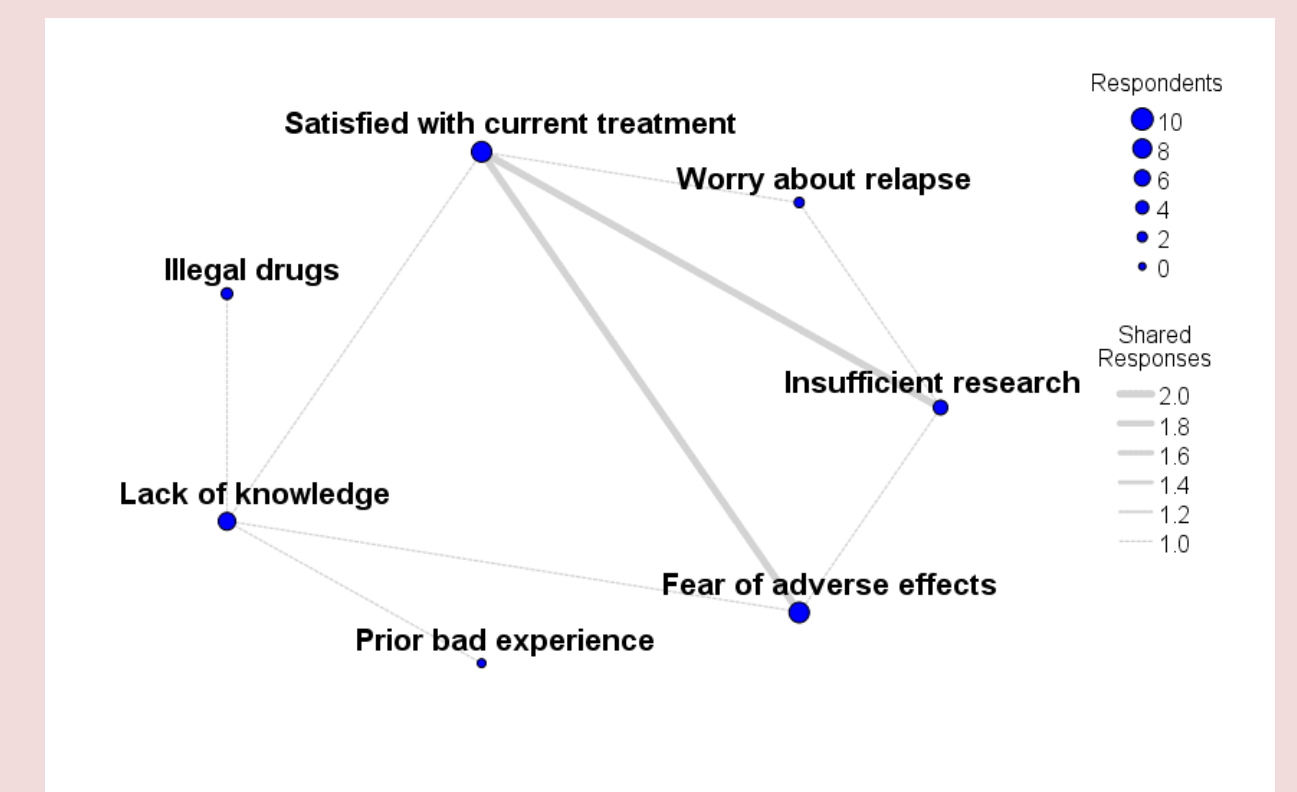 Respondents
10
8
6
4
2
0
Satisfied with current treatment
Worry about relapse
Illegal drugs
Shared
Responses
2.0
1.8
1.6
1.4
1.2
1.0
Insufficient research
Lack of knowledge
Fear of adverse effects
Prior bad experience